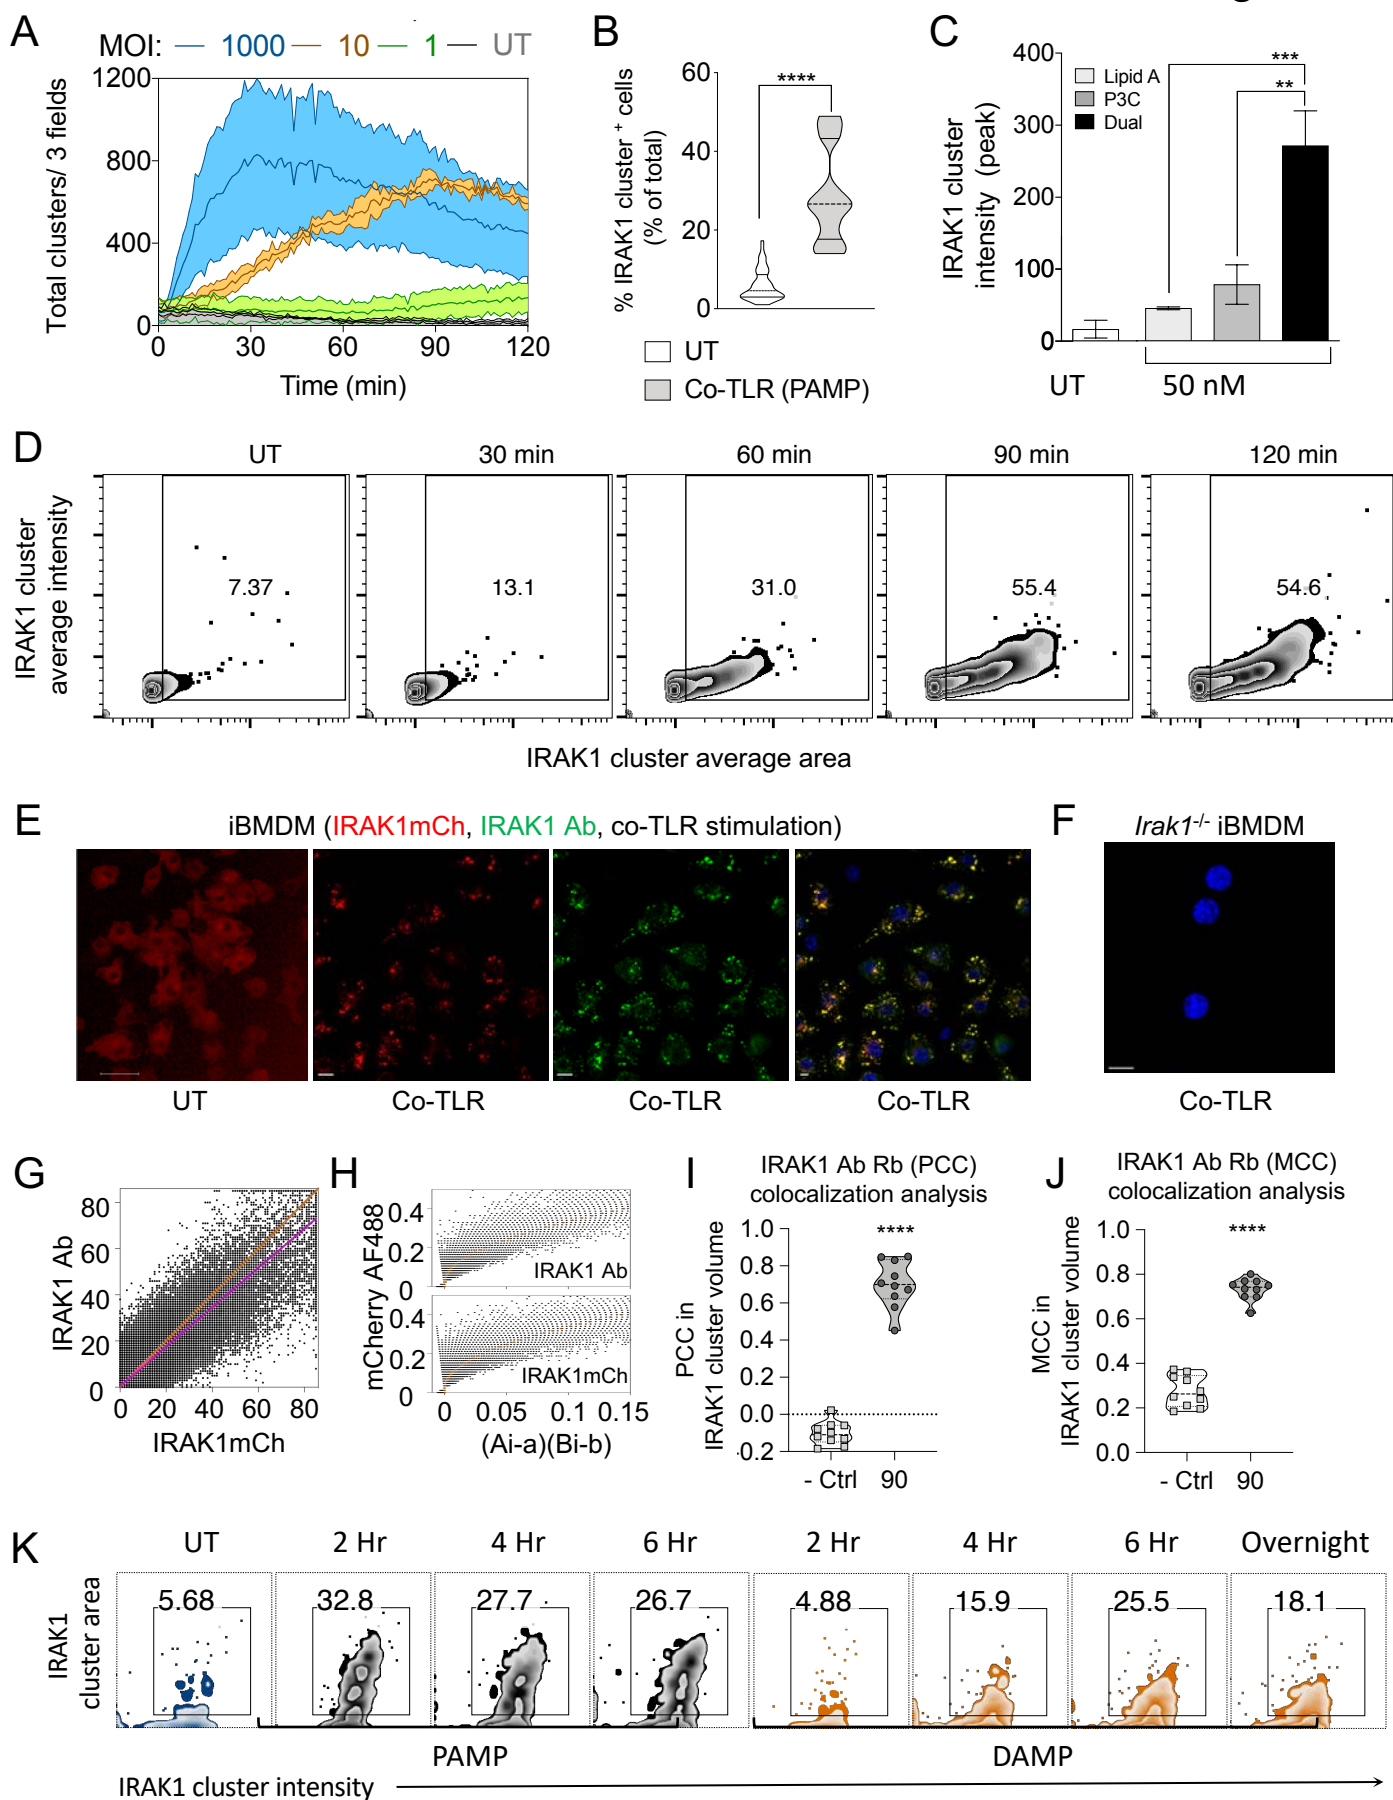 A
MOI: — 1000 — 10 — 1 — UT
Total clusters/ 3 fields
1200
800
400
0
0 30 60 90 120
Time (min)
B
% IRAK1 cluster + cells
(% of total)
60
40
20
0
****
UT
Co-TLR (PAMP)
C
IRAK1 cluster
intensity (peak)
400
300
200
100
0
Lipid A
P3C
Dual
***
**
UT 50 nM
D
UT 30 min 60 min 90 min 120 min
IRAK1 cluster
average intensity
7.37 13.1 31.0 55.4 54.6
IRAK1 cluster average area
E
iBMDM (IRAK1mCh, IRAK1 Ab, co-TLR stimulation)
UT Co-TLR Co-TLR Co-TLR
F
Irak1-/- iBMDM
Co-TLR
G
IRAK1 Ab
80
60
40
20
0
0 20 40 60 80
IRAK1mCh
H
mCherry AF488
0.4
0.2
0
IRAK1 Ab
0.4
0.2
0
IRAK1mCh
0 0.05 0.1 0.15
(Ai-a)(Bi-b)
I
IRAK1 Ab Rb (PCC)
colocalization analysis
PCC in
IRAK1 cluster volume
1.0
0.8
0.6
0.4
0.2
0.0
-0.2
****
- Ctrl 90
J
IRAK1 Ab Rb (MCC)
colocalization analysis
MCC in
IRAK1 cluster volume
1.0
0.8
0.6
0.4
0.2
0.0
****
- Ctrl 90
K
UT 2 Hr 4 Hr 6 Hr 2 Hr 4 Hr 6 Hr Overnight
IRAK1
cluster area
5.68 32.8 27.7 26.7 4.88 15.9 25.5 18.1
PAMP DAMP
IRAK1 cluster intensity